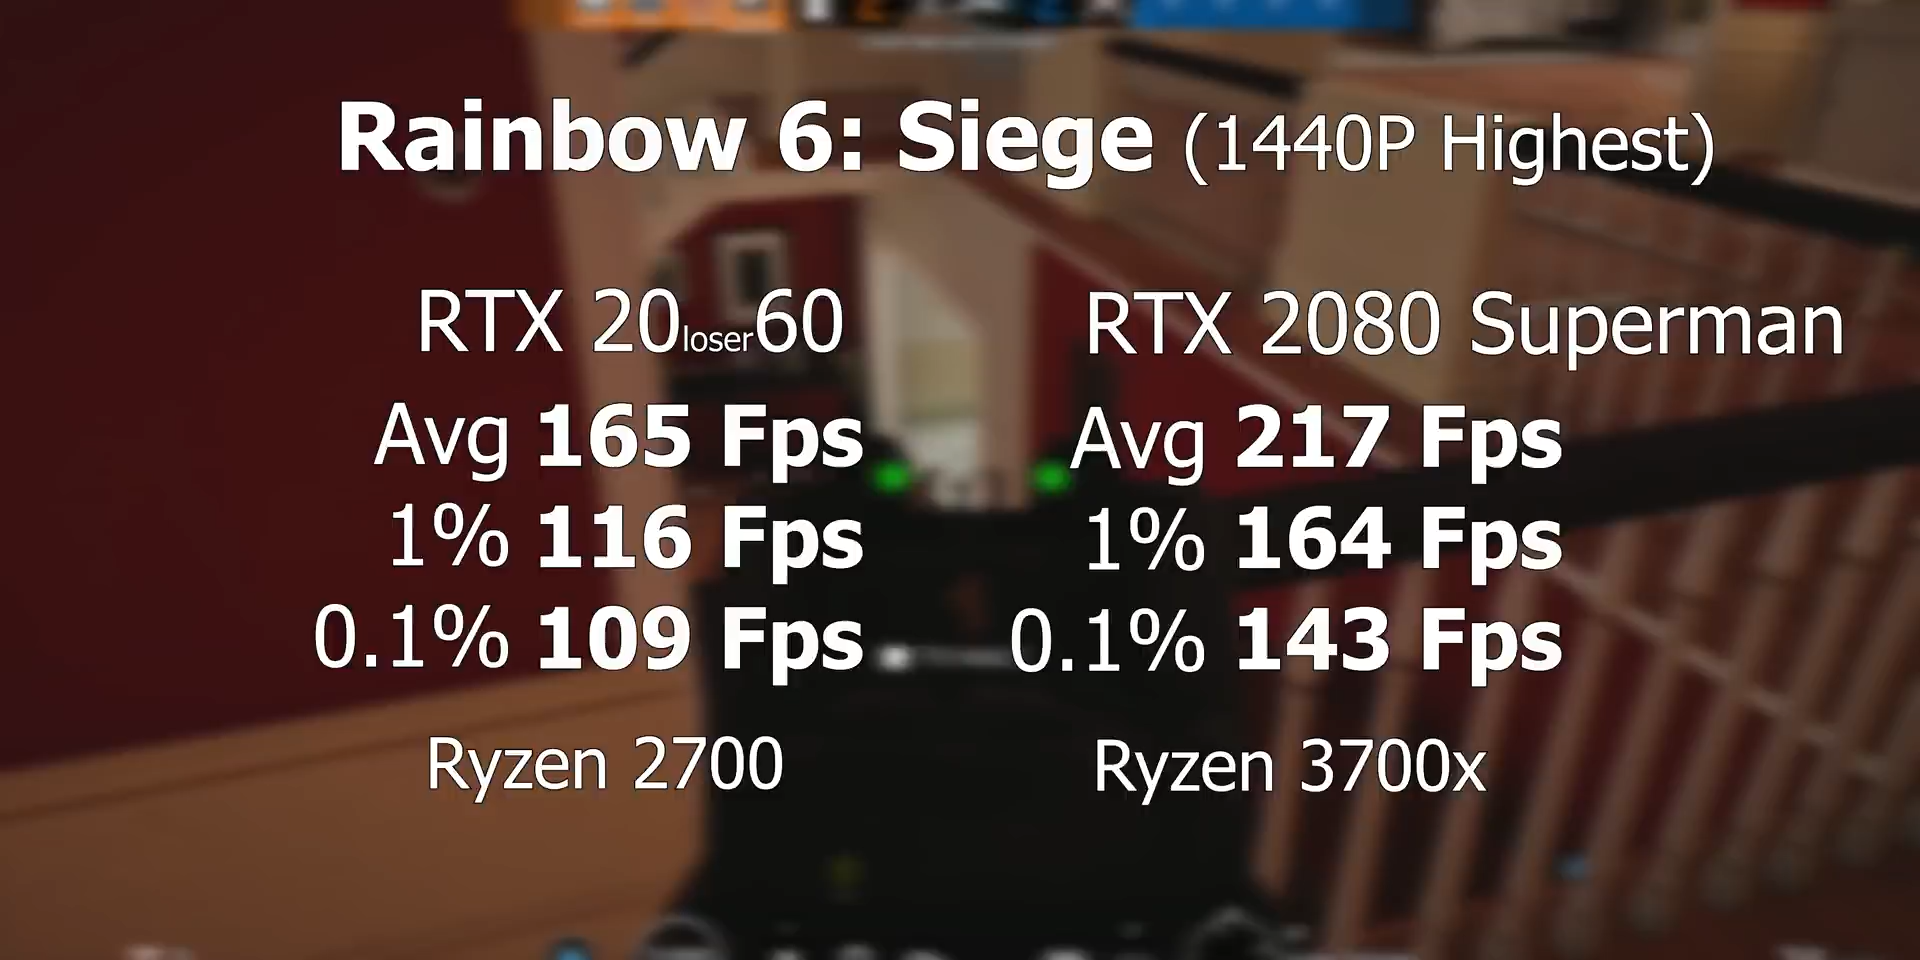 Rainbow 6: Siege (1440P Highest)
RTX 20loser60
RTX 2080 Superman
Avg 165 Fps
Avg 217 Fps
1% 116 Fps
1% 164 Fps
0.1% 109 Fps
0.1% 143 Fps
Ryzen 2700
Ryzen 3700x